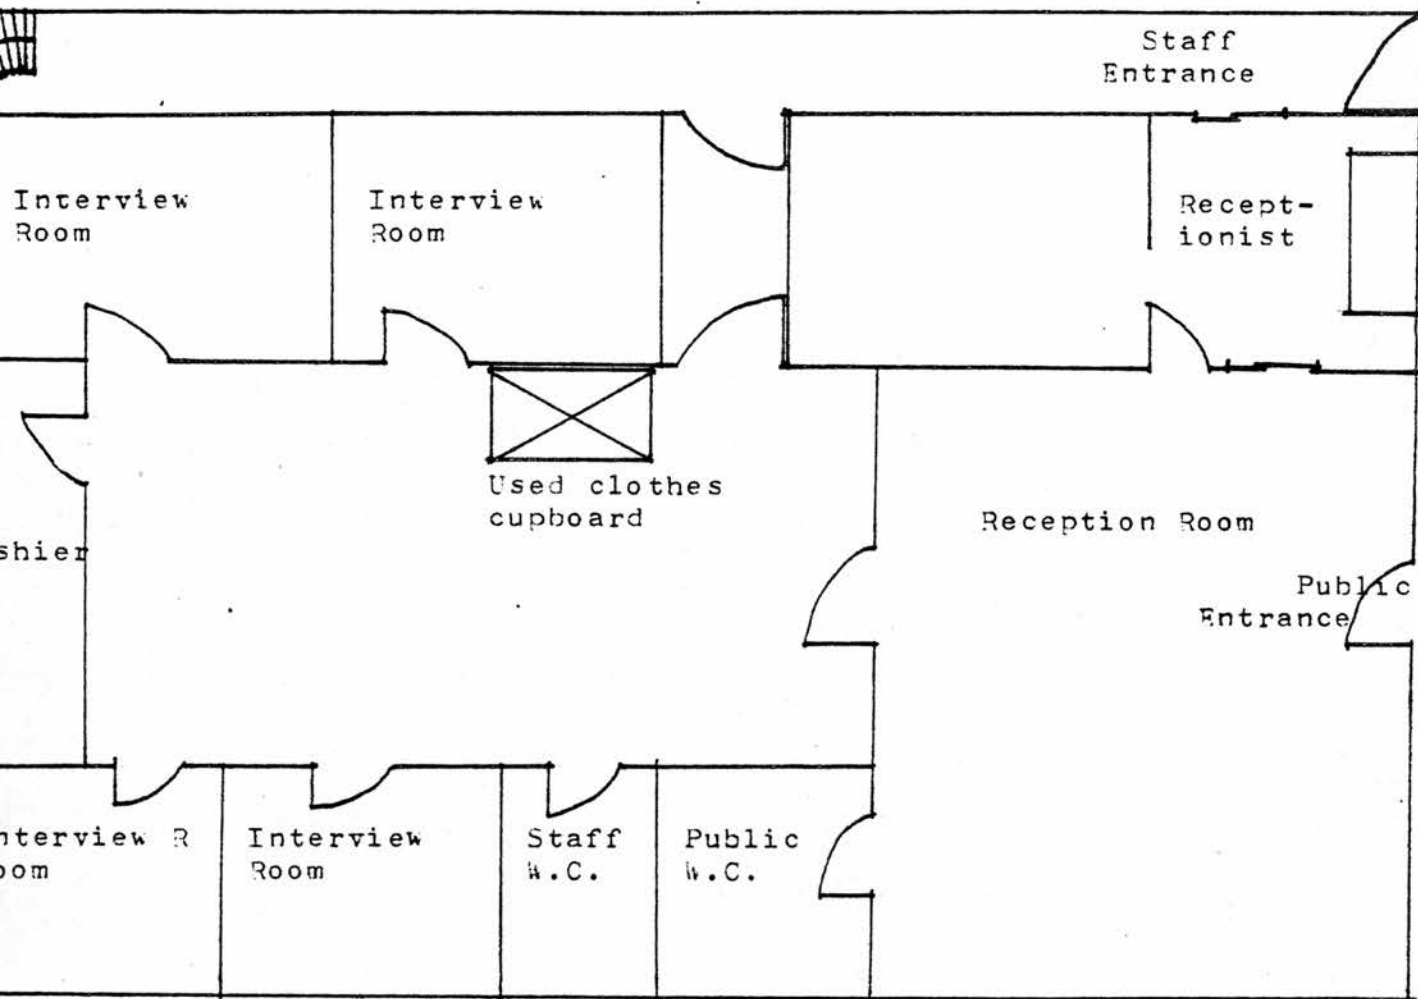 Staff
Entrance
Interview
Room
Interview
Room
Recept-
ionist
Used clothes
cupboard
Reception Room
shier
Public
Entrance
nterview R
oom
Interview
Room
Staff
W.C.
Public
W.C.